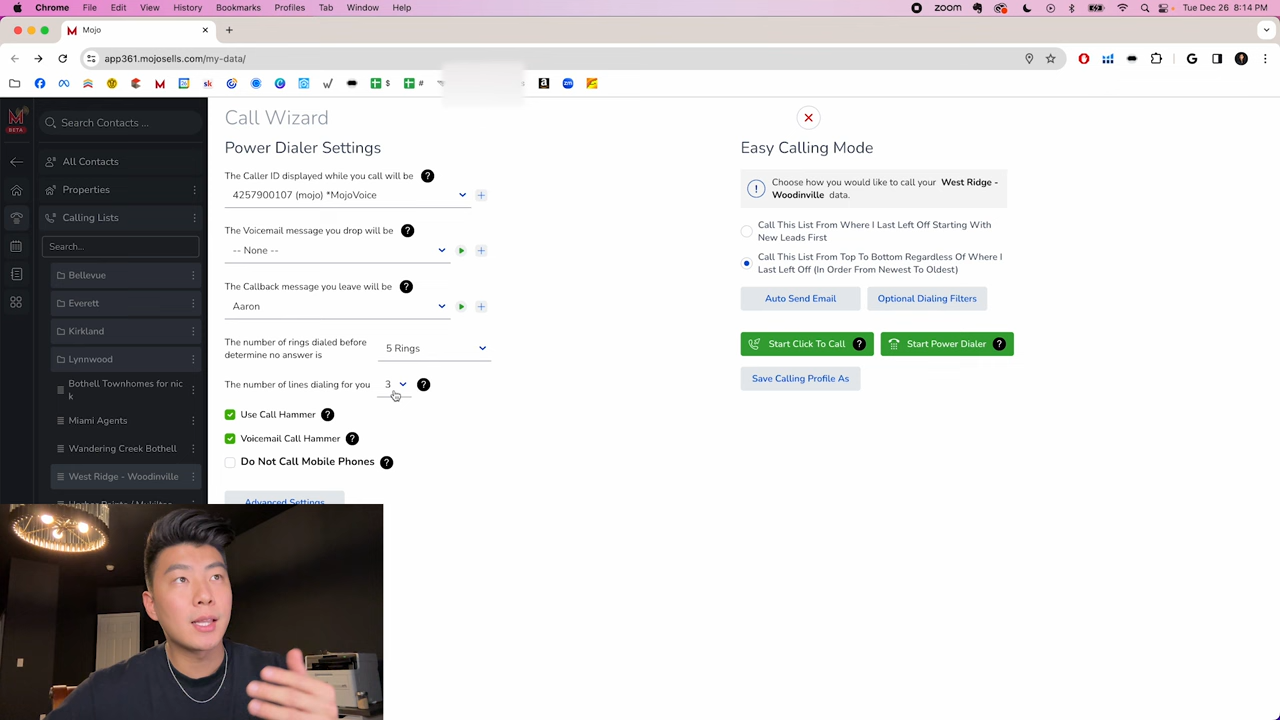 Chrome File Edit View History Bookmarks Profiles Tab Window Help
zoom
Tue Dec 26 8:14 PM
Mojo
app361.mojosells.com/my-data/
BETA
Search Contacts ...
All Contacts
Properties
Calling Lists
Search...
Bellevue
Everett
Kirkland
Lynnwood
Bothell Townhomes for nic
k
Miami Agents
Wandering Creek Bothell
West Ridge - Woodinville
Call Wizard
Power Dialer Settings
The Caller ID displayed while you call will be ?
4257900107 (mojo) *MojoVoice
The Voicemail message you drop will be ?
-- None --
The Callback message you leave will be ?
Aaron
The number of rings dialed before
determine no answer is
5 Rings
The number of lines dialing for you 3 ?
Use Call Hammer ?
Voicemail Call Hammer ?
Do Not Call Mobile Phones ?
Advanced Settings
Easy Calling Mode
Choose how you would like to call your West Ridge -
Woodinville data.
Call This List From Where I Last Left Off Starting With
New Leads First
Call This List From Top To Bottom Regardless Of Where I
Last Left Off (In Order From Newest To Oldest)
Auto Send Email
Optional Dialing Filters
Start Click To Call ?
Start Power Dialer ?
Save Calling Profile As